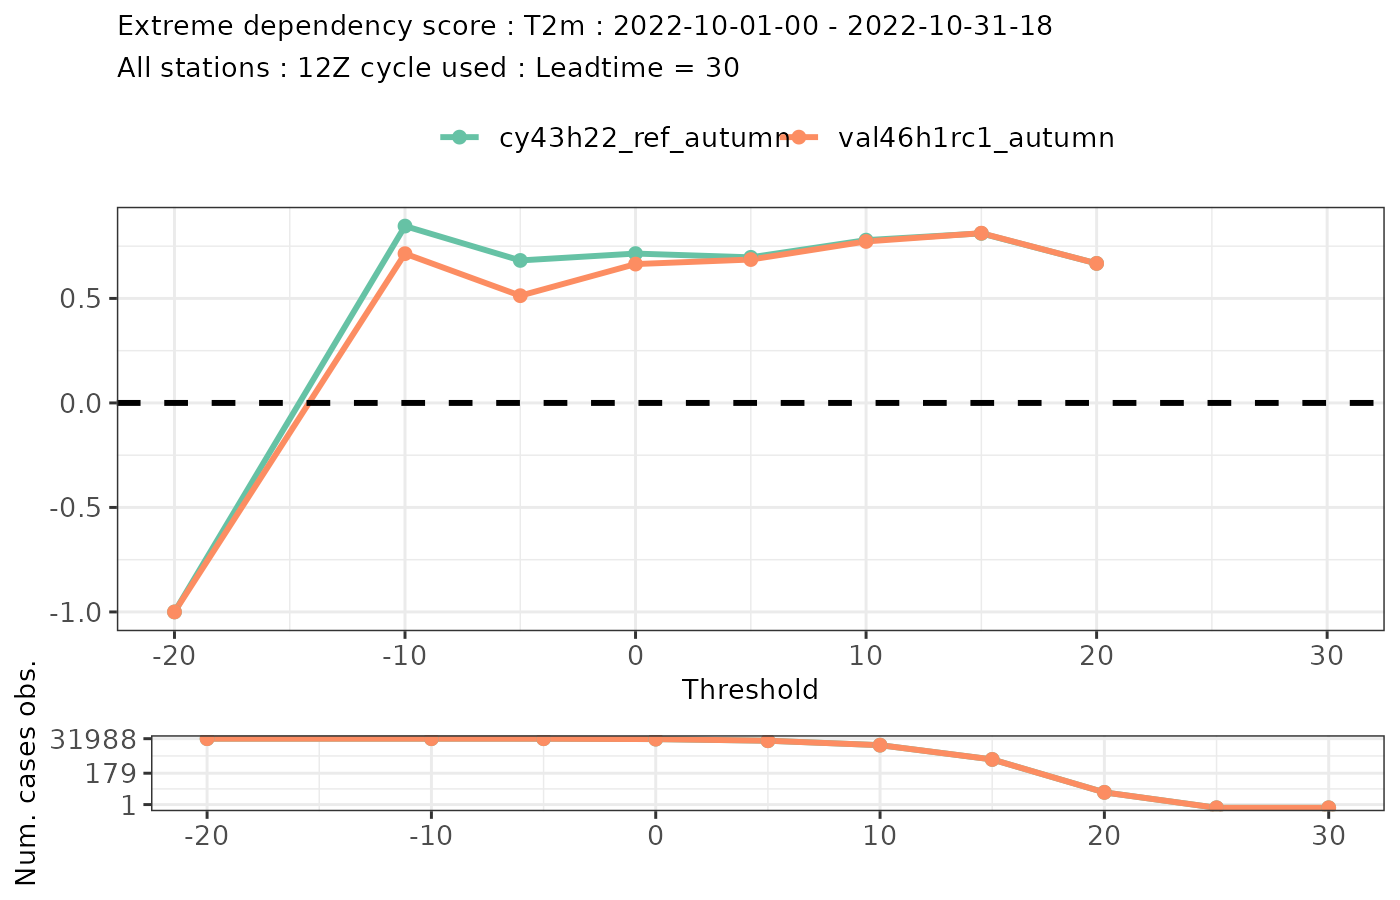 Extreme dependency score : T2m : 2022-10-01-00 - 2022-10-31-18
All stations : 12Z cycle used : Leadtime = 30
cy43h22_ref_autumn val46h1rc1_autumn
0.5
0.0
-0.5
-1.0
-20 -10 0 10 20 30
Threshold
Num. cases obs.
31988
179
1
-20 -10 0 10 20 30